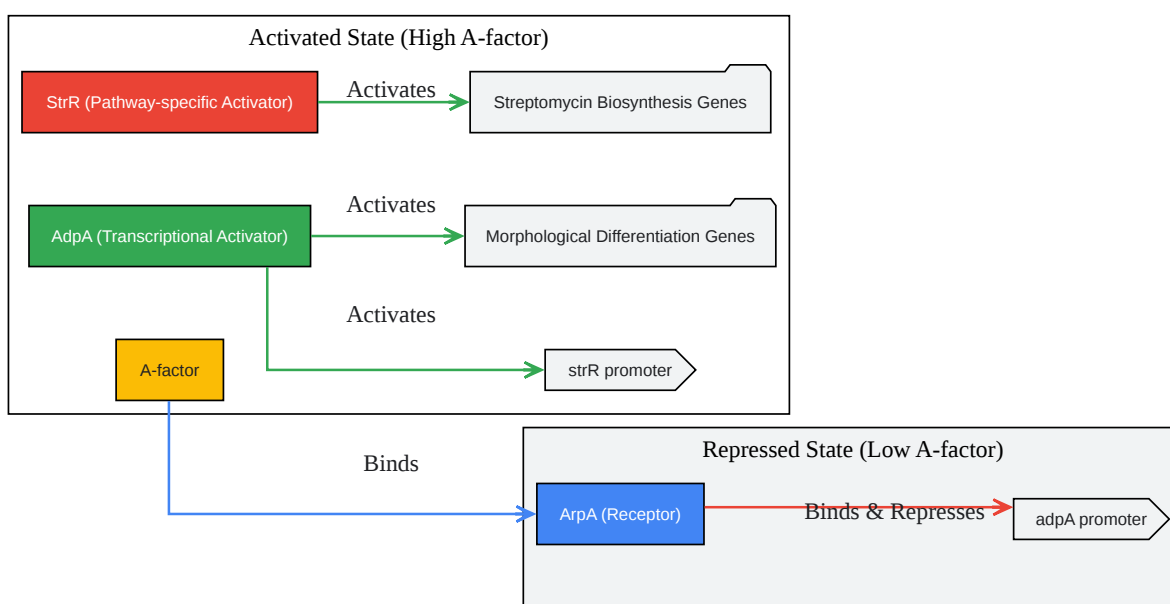 Activated State (High A-factor)
StrR (Pathway-specific Activator)
Activates
Streptomycin Biosynthesis Genes
AdpA (Transcriptional Activator)
Activates
Morphological Differentiation Genes
Activates
A-factor
strR promoter
Binds
Repressed State (Low A-factor)
ArpA (Receptor)
Binds & Represses
adpA promoter